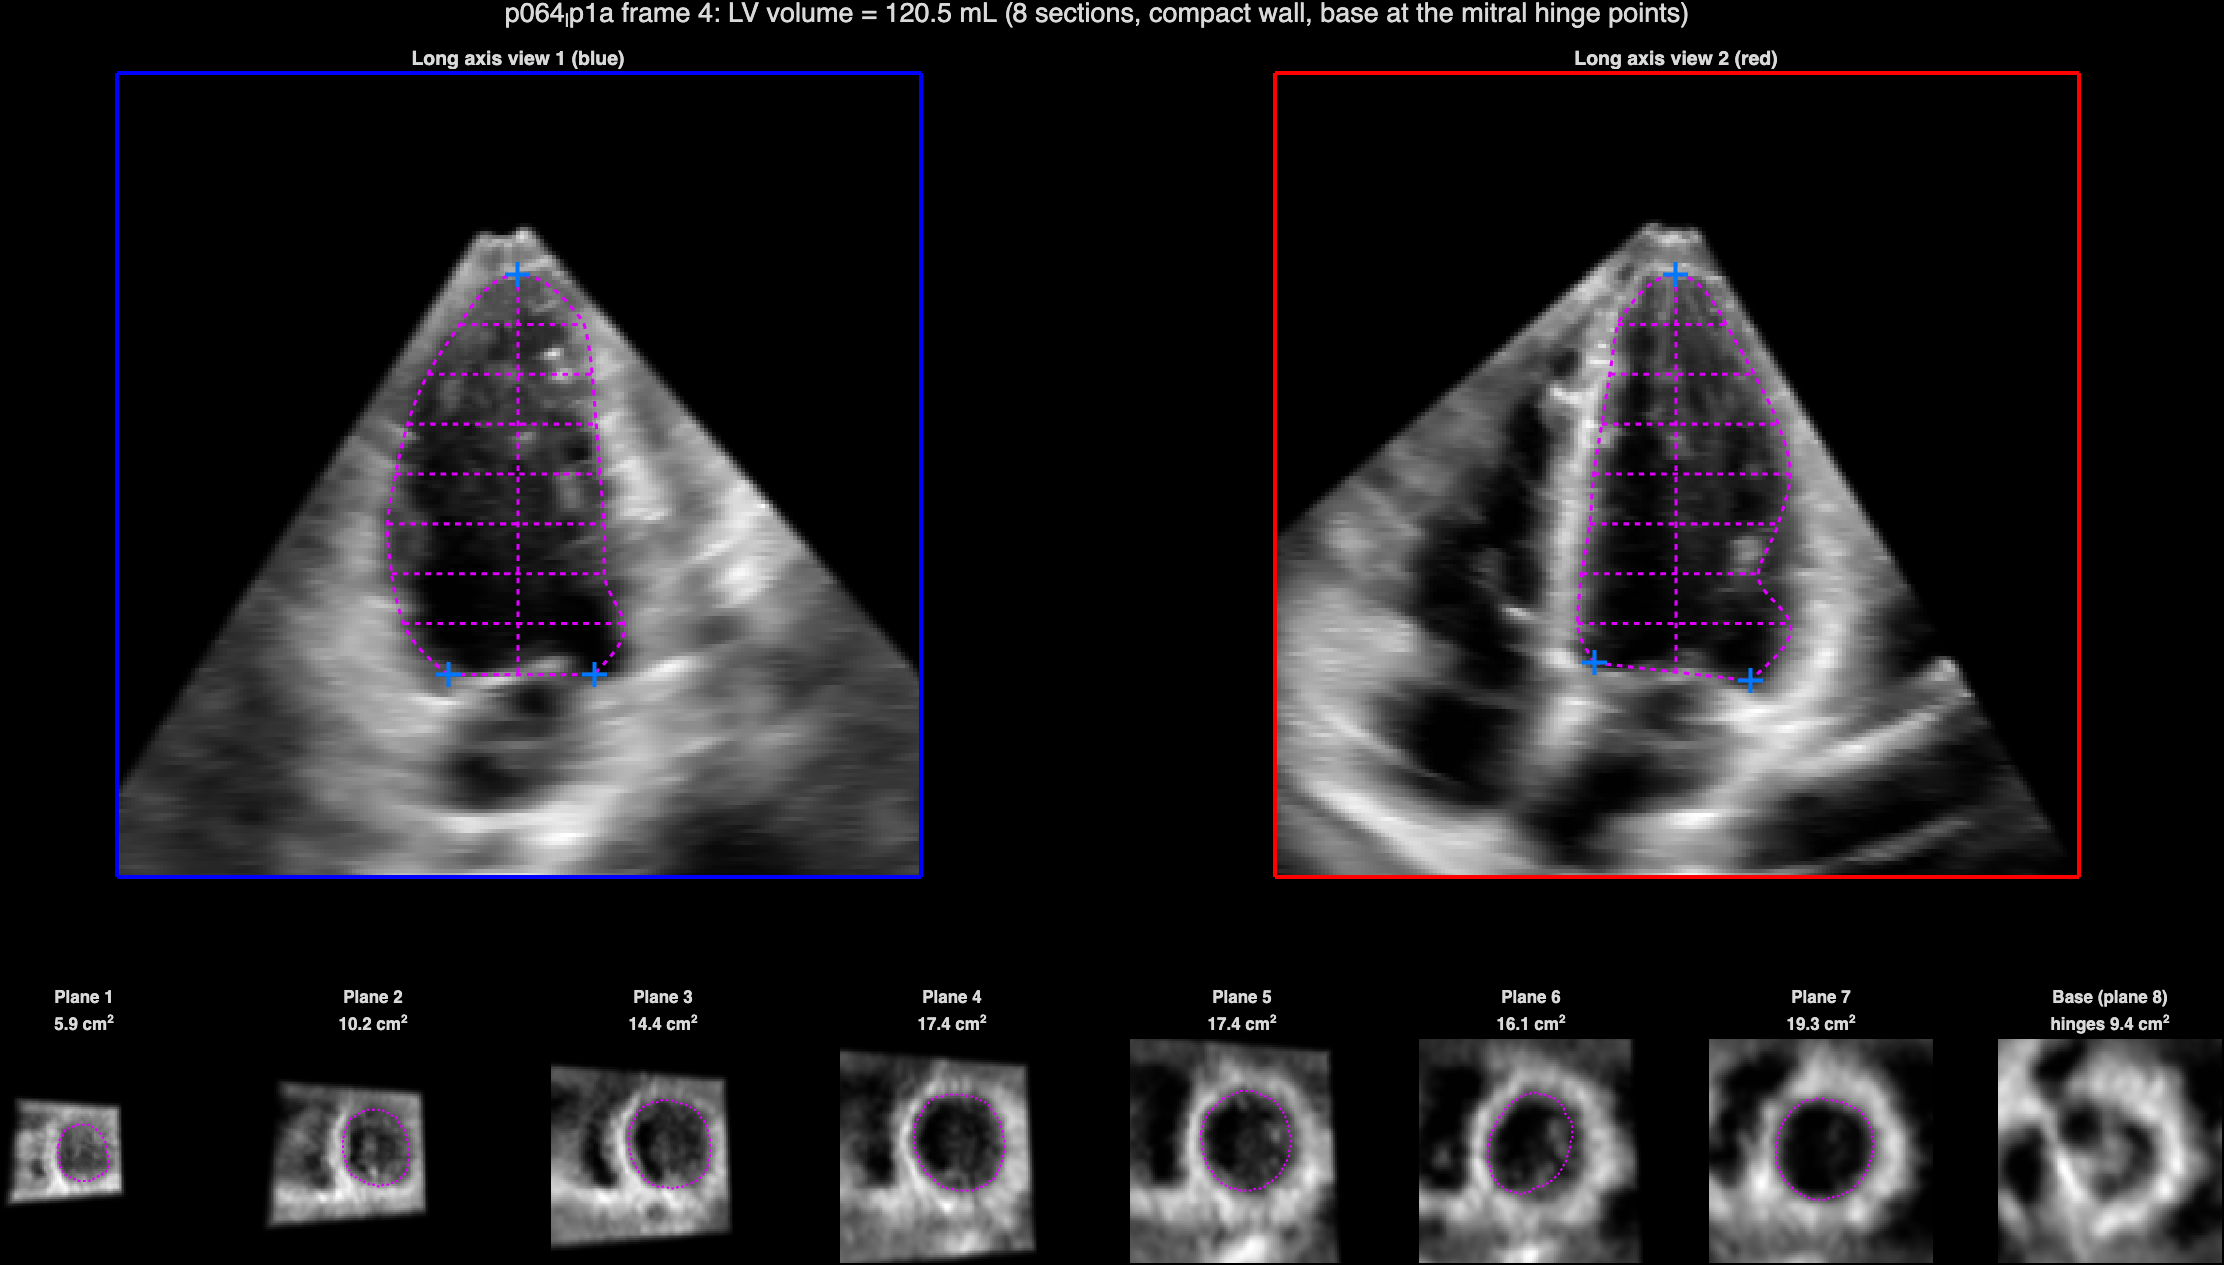 p064ₗp1a frame 4: LV volume = 120.5 mL (8 sections, compact wall, base at the mitral hinge points)
Long axis view 1 (blue)
Long axis view 2 (red)
Plane 1
5.9 cm²
Plane 2
10.2 cm²
Plane 3
14.4 cm²
Plane 4
17.4 cm²
Plane 5
17.4 cm²
Plane 6
16.1 cm²
Plane 7
19.3 cm²
Base (plane 8)
hinges 9.4 cm²